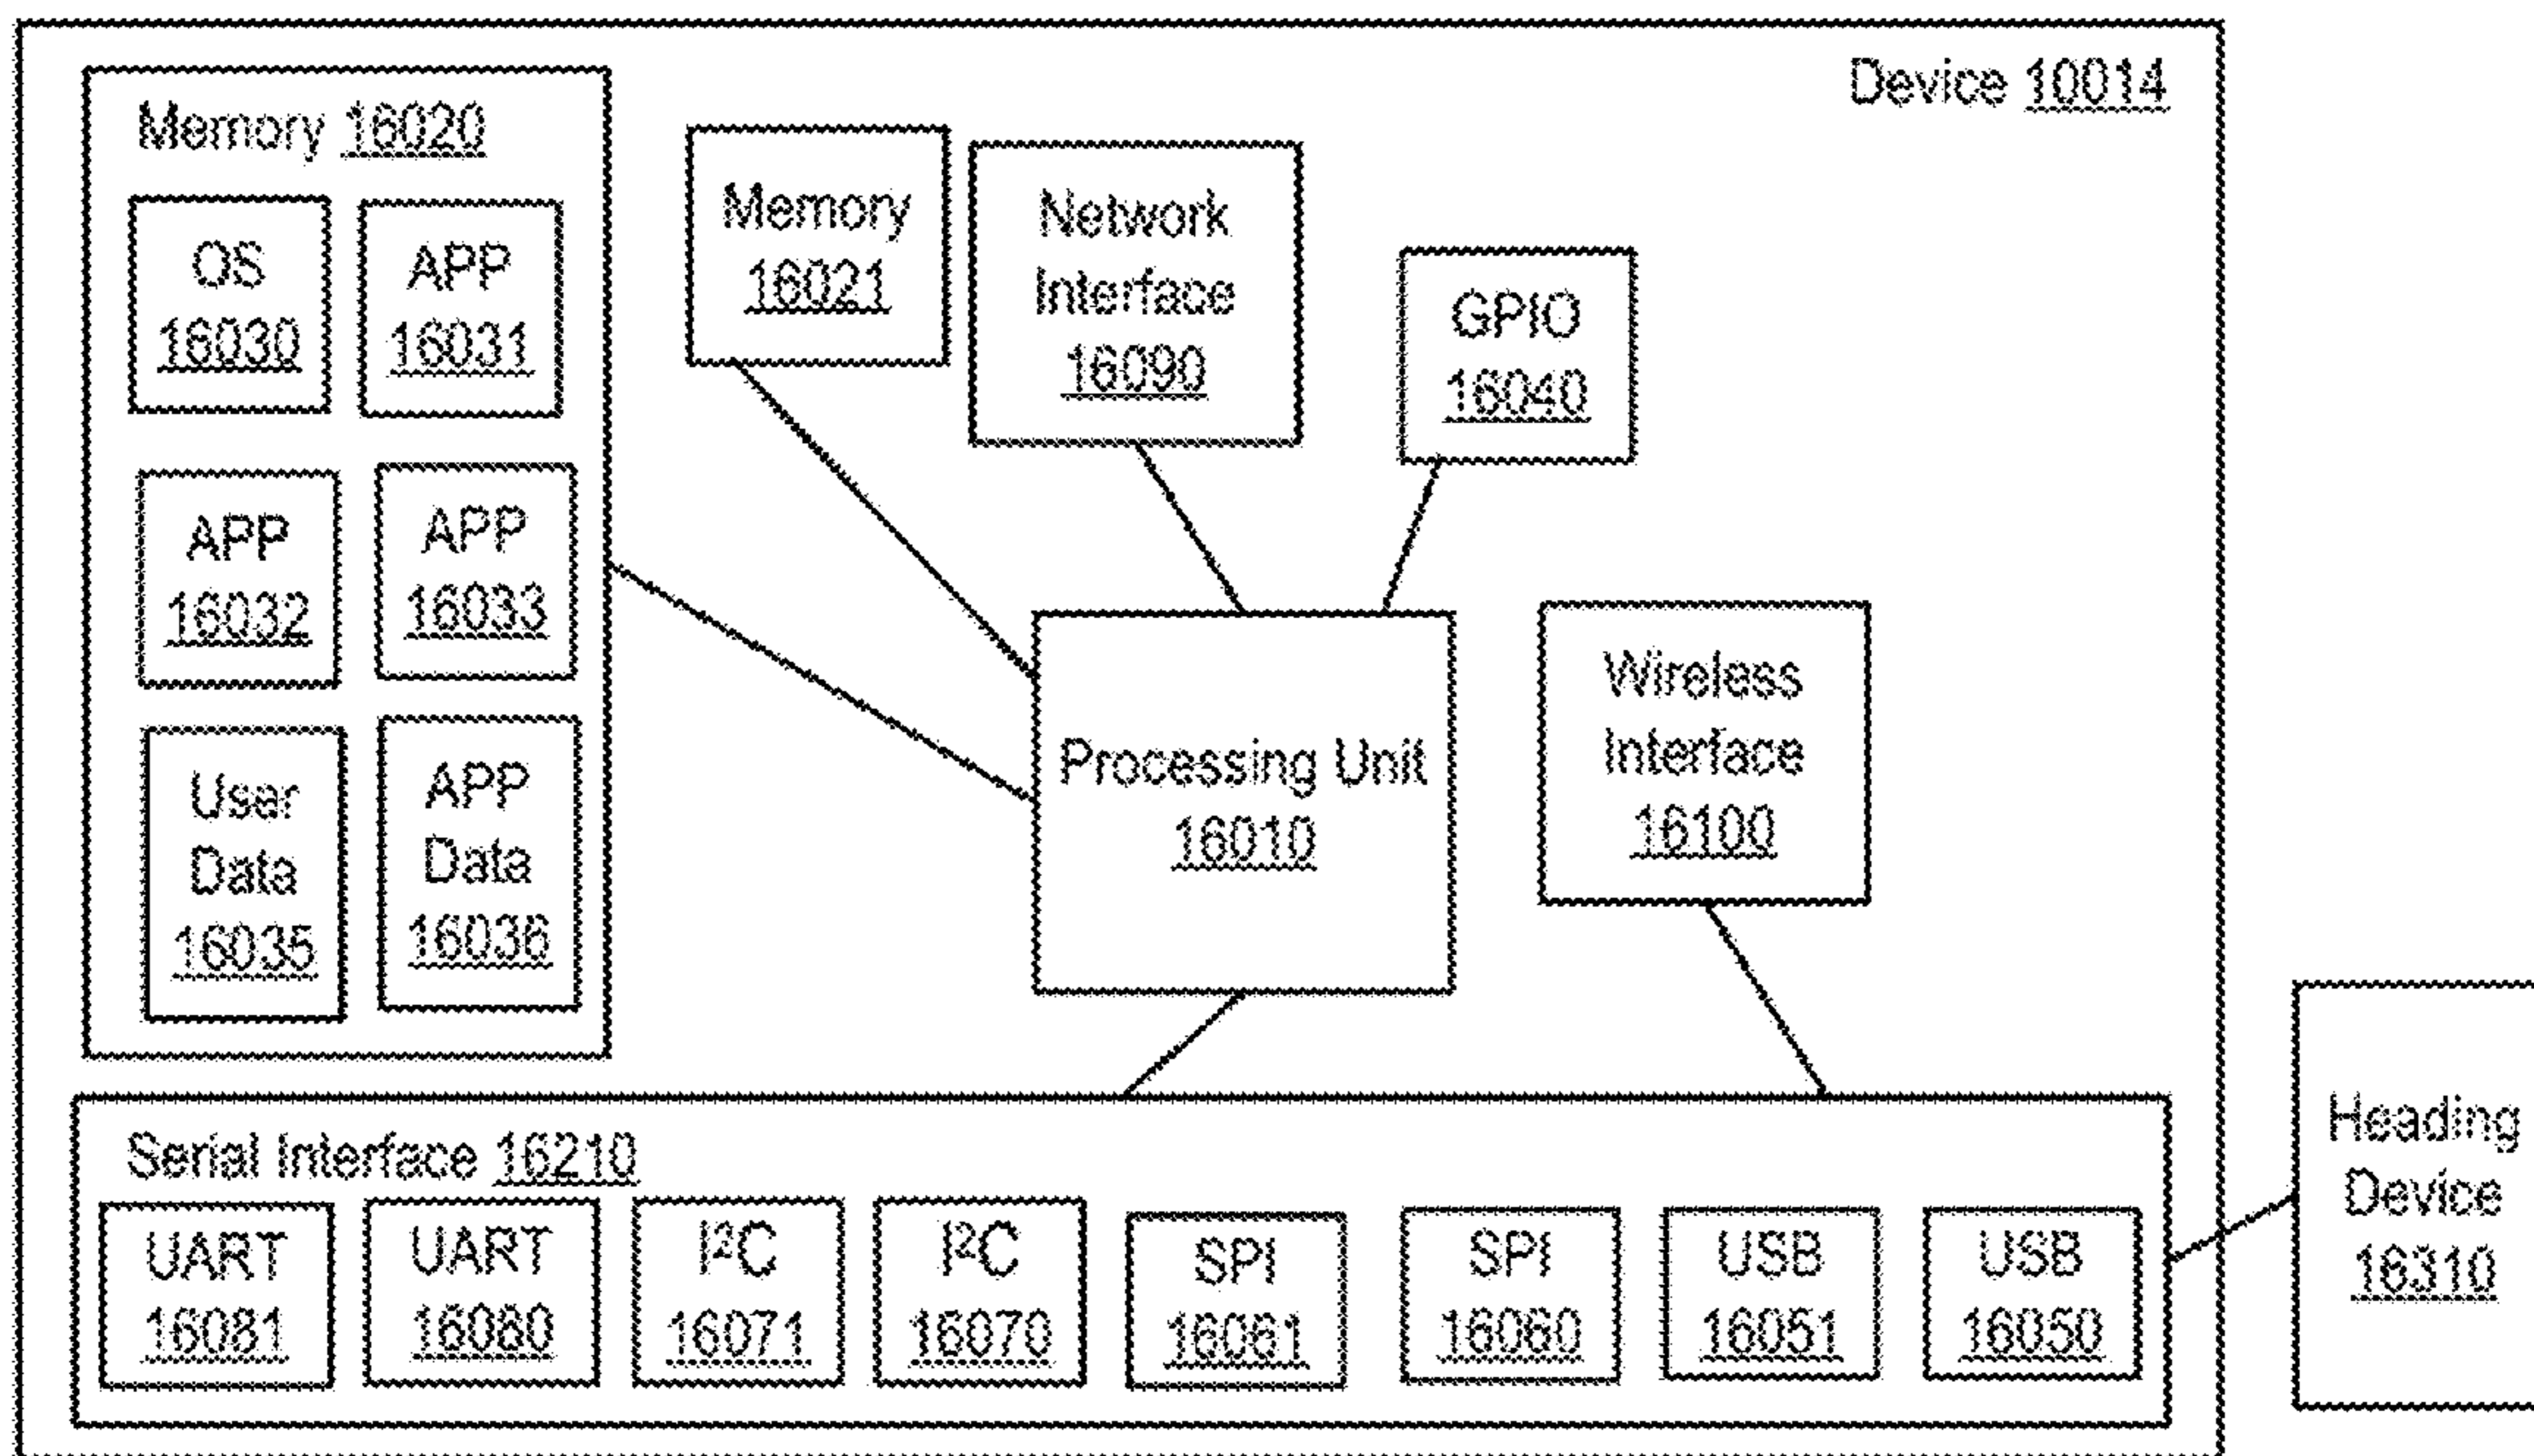 Device 10014
Memory 16020
OS
16030
APP
16031
APP
16032
APP
16033
User
Data
16035
APP
Data
16036
Memory
16021
Network
Interface
16090
GPIO
16040
Processing Unit
16010
Wireless
Interface
16100
Serial Interface 16210
UART
16081
UART
16080
I²C
16071
I²C
16070
SPI
16061
SPI
16060
USB
16051
USB
16050
Heading
Device
16310